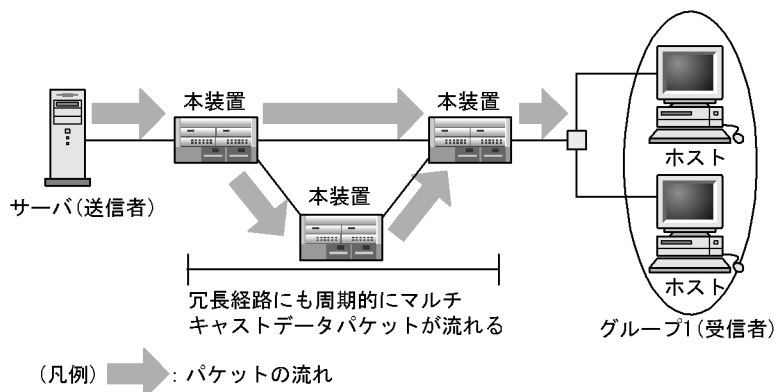 本装置
本装置
サーバ(送信者)
本装置
ホスト
ホスト
冗長経路にも周期的にマルチ
キャストデータパケットが流れる
グループ1(受信者)
(凡例)
:パケットの流れ